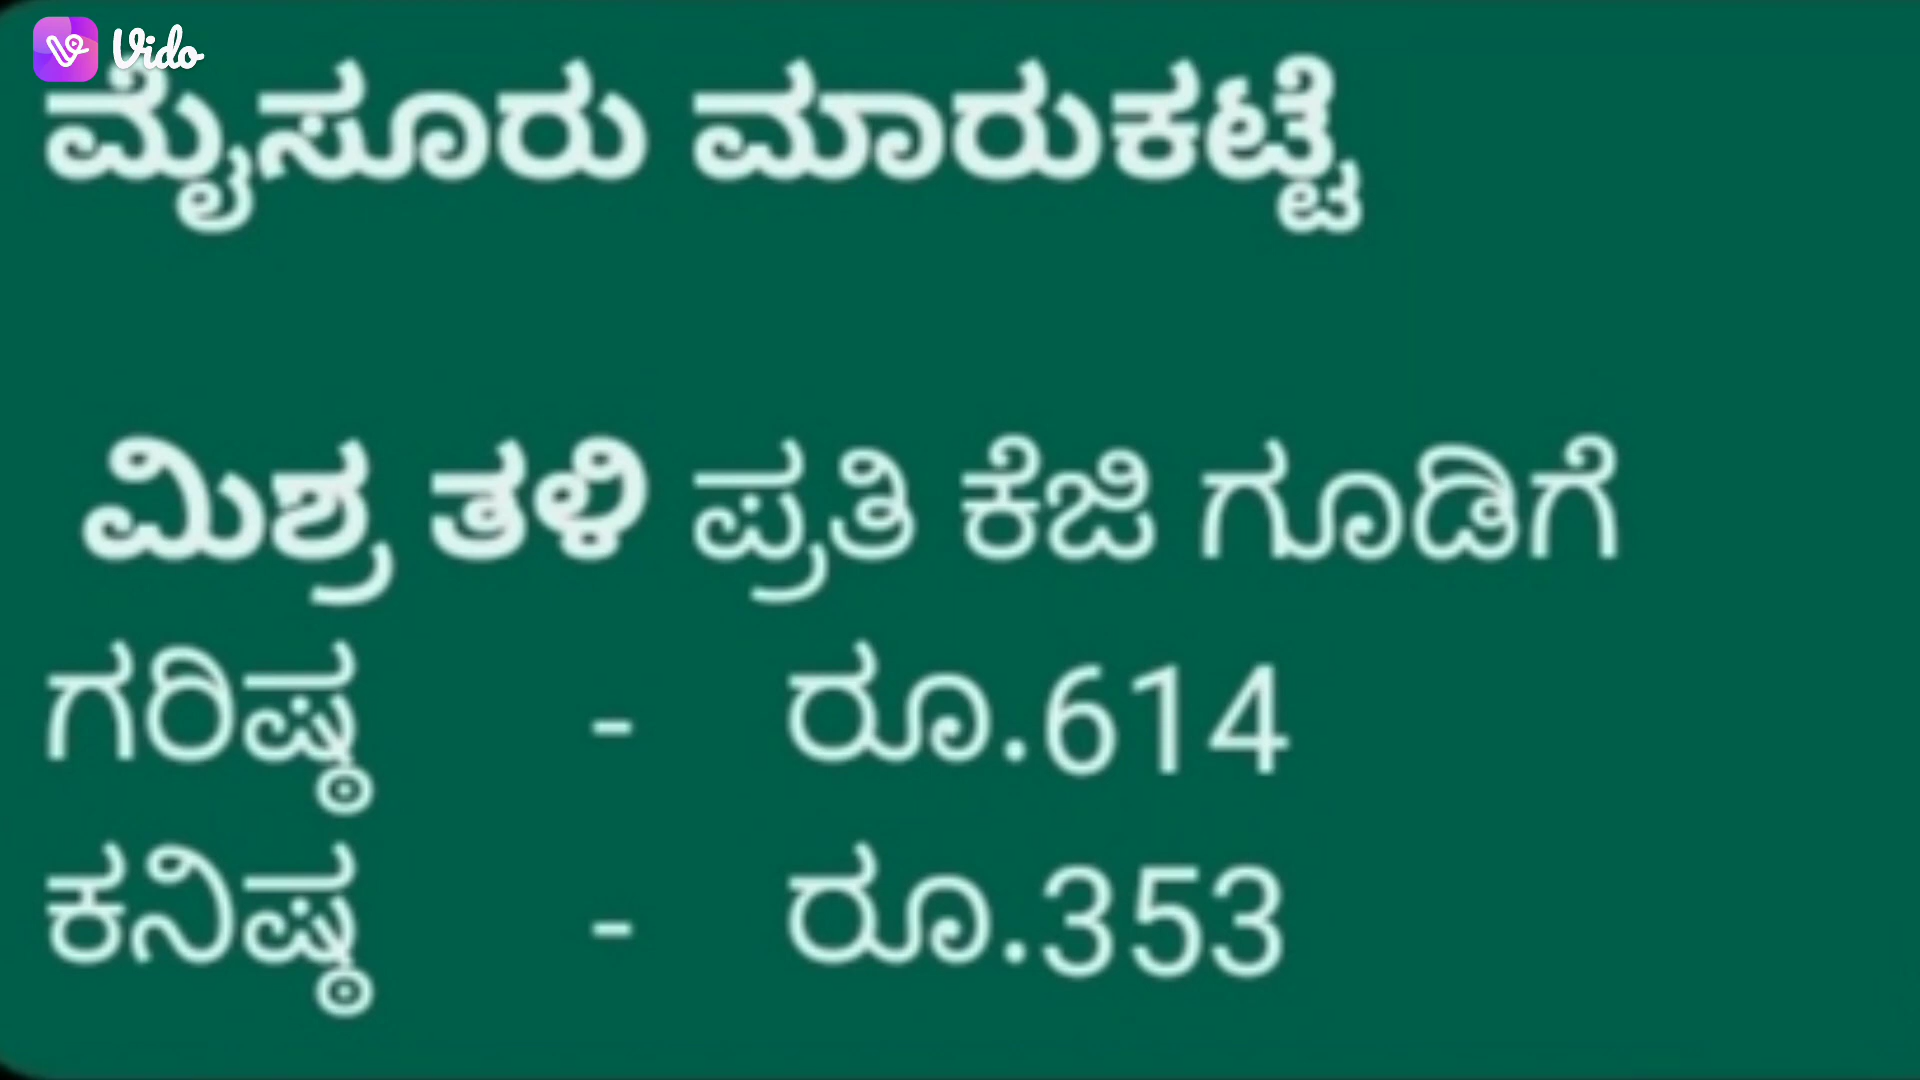 Vido
ಮೈಸೂರು ಮಾರುಕಟ್ಟೆ
ಮಿಶ್ರ ತಳಿ ಪ್ರತಿ ಕೆಜಿ ಗೂಡಿಗೆ
ಗರಿಷ್ಠ - ರೂ.614
ಕನಿಷ್ಠ - ರೂ.353